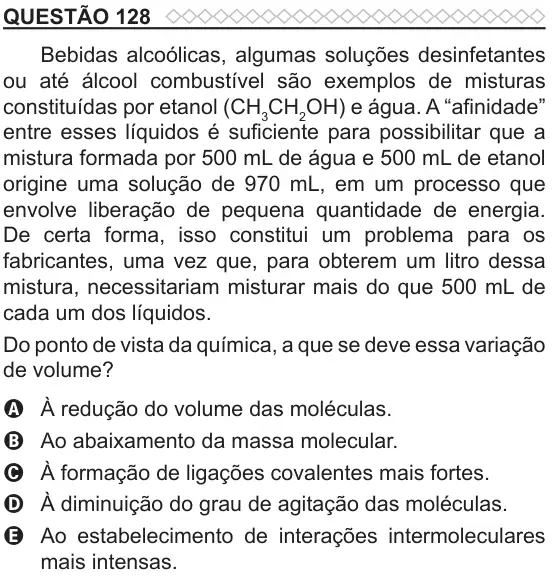 QUESTÃO 128
Bebidas alcoólicas, algumas soluções desinfetantes
ou até álcool combustível são exemplos de misturas
constituídas por etanol (CH₃CH₂OH) e água. A “afinidade”
entre esses líquidos é suficiente para possibilitar que a
mistura formada por 500 mL de água e 500 mL de etanol
origine uma solução de 970 mL, em um processo que
envolve liberação de pequena quantidade de energia.
De certa forma, isso constitui um problema para os
fabricantes, uma vez que, para obterem um litro dessa
mistura, necessitariam misturar mais do que 500 mL de
cada um dos líquidos.
Do ponto de vista da química, a que se deve essa variação
de volume?
A À redução do volume das moléculas.
B Ao abaixamento da massa molecular.
C À formação de ligações covalentes mais fortes.
D À diminuição do grau de agitação das moléculas.
E Ao estabelecimento de interações intermoleculares
mais intensas.